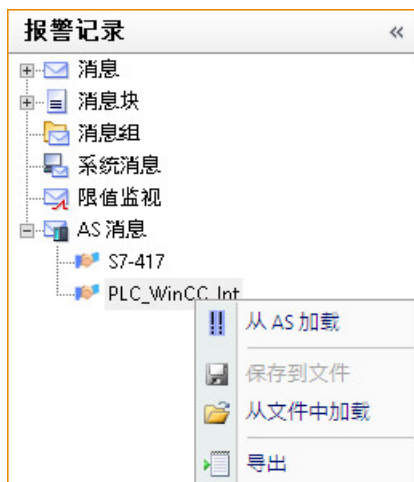 报警记录 «
消息
消息块
消息组
系统消息
限值监视
AS 消息
S7-417
PLC_WinCC_Int
从 AS 加载
保存到文件
从文件中加载
导出